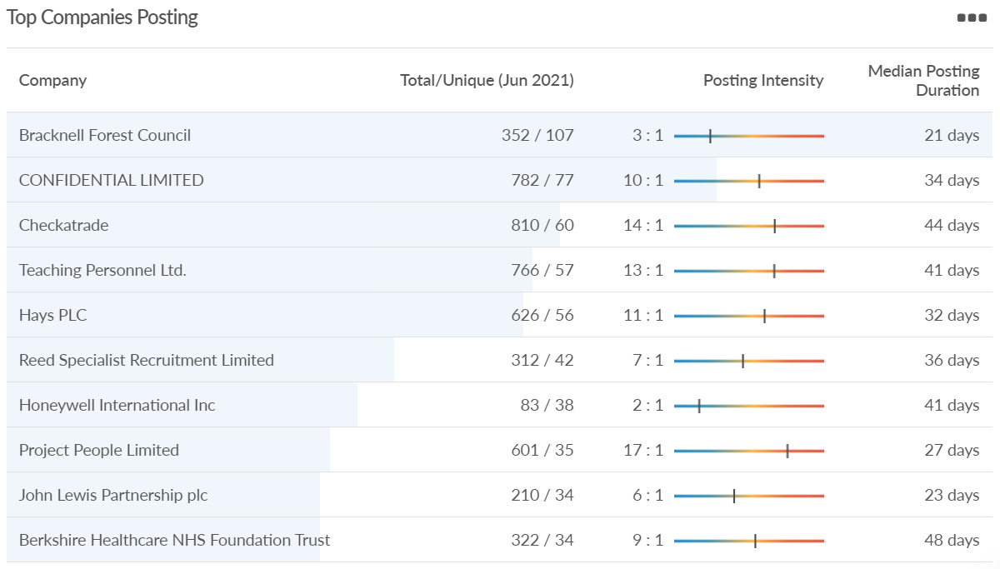 Top Companies Posting
Company Total/Unique (Jun 2021) Posting Intensity Median Posting Duration
Bracknell Forest Council 352 / 107 3 : 1 21 days
CONFIDENTIAL LIMITED 782 / 77 10 : 1 34 days
Checkatrade 810 / 60 14 : 1 44 days
Teaching Personnel Ltd. 766 / 57 13 : 1 41 days
Hays PLC 626 / 56 11 : 1 32 days
Reed Specialist Recruitment Limited 312 / 42 7 : 1 36 days
Honeywell International Inc 83 / 38 2 : 1 41 days
Project People Limited 601 / 35 17 : 1 27 days
John Lewis Partnership plc 210 / 34 6 : 1 23 days
Berkshire Healthcare NHS Foundation Trust 322 / 34 9 : 1 48 days